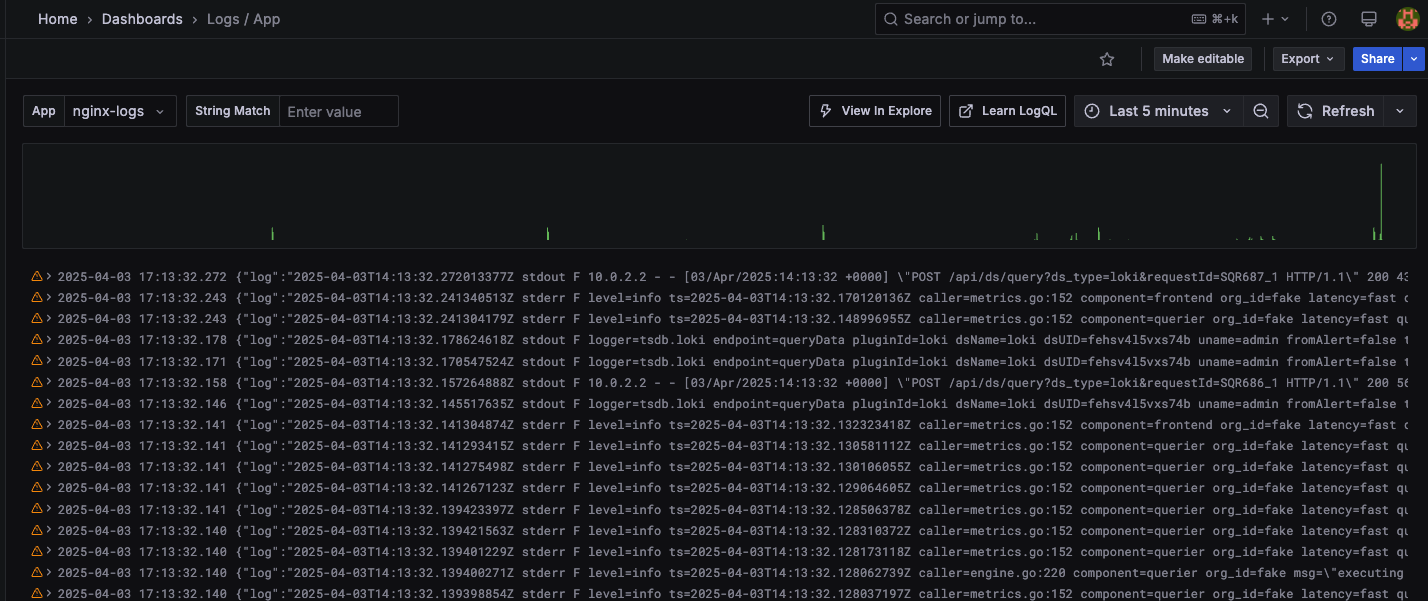 Home › Dashboards › Logs / App
Search or jump to... ⌘+k
Make editable Export Share
App nginx-logs String Match Enter value View In Explore Learn LogQL Last 5 minutes Refresh
2025-04-03 17:13:32.272 {"log":"2025-04-03T14:13:32.272013377Z stdout F 10.0.2.2 - - [03/Apr/2025:14:13:32 +0000] \"POST /api/ds/query?ds_type=loki&requestId=SQR687_1 HTTP/1.1\" 200 43
2025-04-03 17:13:32.243 {"log":"2025-04-03T14:13:32.241340513Z stderr F level=info ts=2025-04-03T14:13:32.170120136Z caller=metrics.go:152 component=frontend org_id=fake latency=fast
2025-04-03 17:13:32.243 {"log":"2025-04-03T14:13:32.241304179Z stderr F level=info ts=2025-04-03T14:13:32.148996955Z caller=metrics.go:152 component=querier org_id=fake latency=fast qu
2025-04-03 17:13:32.178 {"log":"2025-04-03T14:13:32.178624618Z stdout F logger=tsdb.loki endpoint=queryData pluginId=loki dsName=loki dsUID=fehsv4l5vxs74b uname=admin fromAlert=false t
2025-04-03 17:13:32.171 {"log":"2025-04-03T14:13:32.170547524Z stdout F logger=tsdb.loki endpoint=queryData pluginId=loki dsName=loki dsUID=fehsv4l5vxs74b uname=admin fromAlert=false t
2025-04-03 17:13:32.158 {"log":"2025-04-03T14:13:32.157264888Z stdout F 10.0.2.2 - - [03/Apr/2025:14:13:32 +0000] \"POST /api/ds/query?ds_type=loki&requestId=SQR686_1 HTTP/1.1\" 200 56
2025-04-03 17:13:32.146 {"log":"2025-04-03T14:13:32.145517635Z stdout F logger=tsdb.loki endpoint=queryData pluginId=loki dsName=loki dsUID=fehsv4l5vxs74b uname=admin fromAlert=false t
2025-04-03 17:13:32.141 {"log":"2025-04-03T14:13:32.141304874Z stderr F level=info ts=2025-04-03T14:13:32.132323418Z caller=metrics.go:152 component=frontend org_id=fake latency=fast
2025-04-03 17:13:32.141 {"log":"2025-04-03T14:13:32.141293415Z stderr F level=info ts=2025-04-03T14:13:32.130581112Z caller=metrics.go:152 component=querier org_id=fake latency=fast qu
2025-04-03 17:13:32.141 {"log":"2025-04-03T14:13:32.141275498Z stderr F level=info ts=2025-04-03T14:13:32.130106055Z caller=metrics.go:152 component=querier org_id=fake latency=fast qu
2025-04-03 17:13:32.141 {"log":"2025-04-03T14:13:32.141267123Z stderr F level=info ts=2025-04-03T14:13:32.129064605Z caller=metrics.go:152 component=querier org_id=fake latency=fast qu
2025-04-03 17:13:32.141 {"log":"2025-04-03T14:13:32.139423397Z stderr F level=info ts=2025-04-03T14:13:32.128506378Z caller=metrics.go:152 component=querier org_id=fake latency=fast qu
2025-04-03 17:13:32.140 {"log":"2025-04-03T14:13:32.139421563Z stderr F level=info ts=2025-04-03T14:13:32.128310372Z caller=metrics.go:152 component=querier org_id=fake latency=fast qu
2025-04-03 17:13:32.140 {"log":"2025-04-03T14:13:32.139401229Z stderr F level=info ts=2025-04-03T14:13:32.128173118Z caller=metrics.go:152 component=querier org_id=fake latency=fast qu
2025-04-03 17:13:32.140 {"log":"2025-04-03T14:13:32.139400271Z stderr F level=info ts=2025-04-03T14:13:32.128062739Z caller=engine.go:220 component=querier org_id=fake msg=\"executing
2025-04-03 17:13:32.140 {"log":"2025-04-03T14:13:32.139398854Z stderr F level=info ts=2025-04-03T14:13:32.128037197Z caller=metrics.go:152 component=querier org_id=fake latency=fast qu